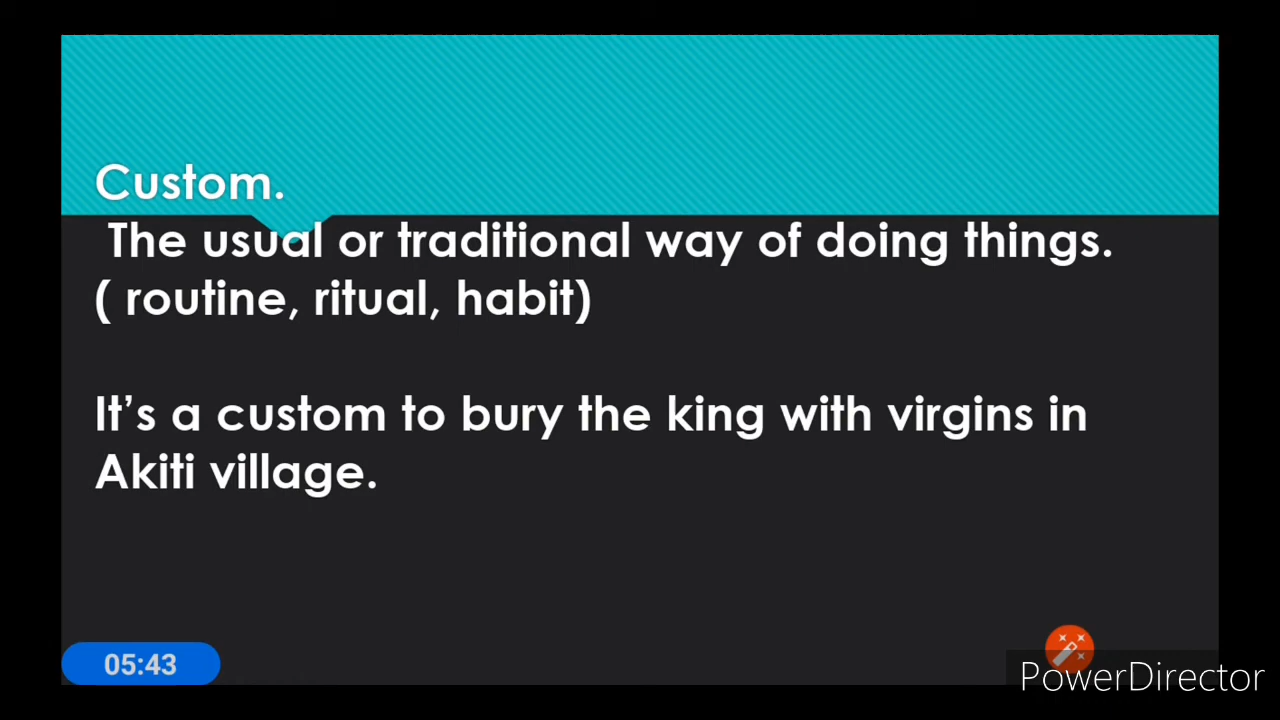 Custom.
The usual or traditional way of doing things.
( routine, ritual, habit)
It's a custom to bury the king with virgins in
Akiti village.
05:43
PowerDirector